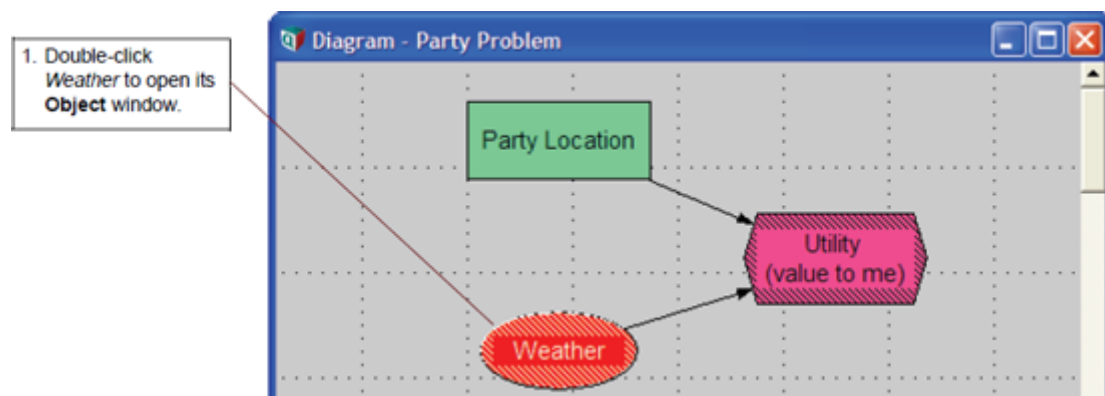 1. Double-click
Weather to open its
Object window.
Diagram - Party Problem
Party Location
Utility
(value to me)
Weather